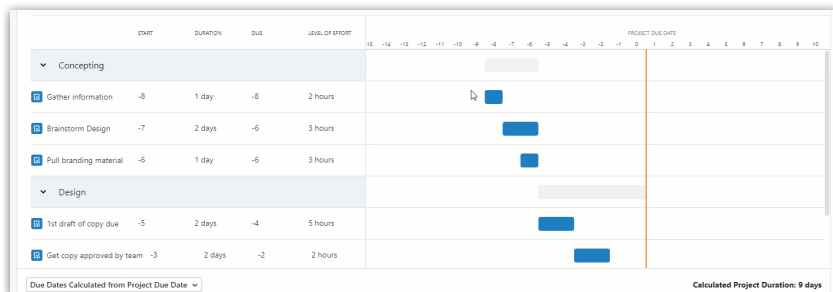 START DURATION DUE LEVEL OF EFFORT PROJECT DUE DATE
-15 -14 -13 -12 -11 -10 -9 -8 -7 -6 -5 -4 -3 -2 -1 0 1 2 3 4 5 6 7 8 9 10
Concepting
Gather information -8 1 day -8 2 hours
Brainstorm Design -7 2 days -6 3 hours
Pull branding material -6 1 day -6 3 hours
Design
1st draft of copy due -5 2 days -4 5 hours
Get copy approved by team -3 2 days -2 2 hours
Due Dates Calculated from Project Due Date Calculated Project Duration: 9 days